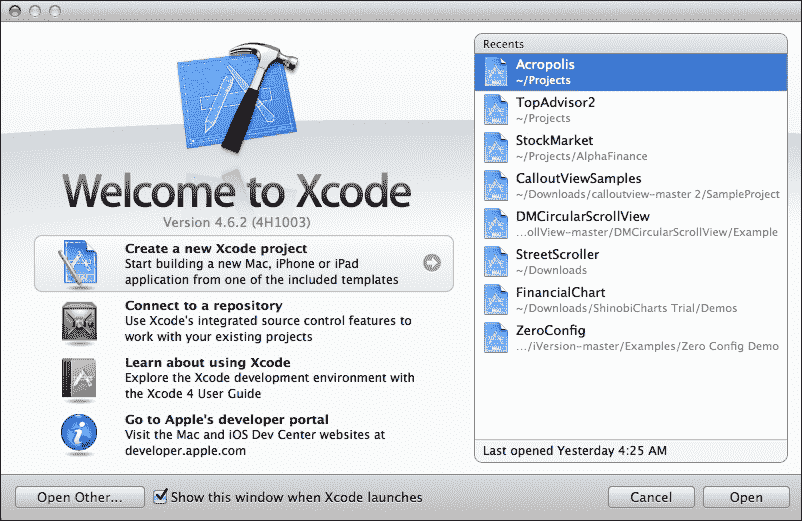 Welcome to Xcode
Version 4.6.2 (4H1003)
Create a new Xcode project
Start building a new Mac, iPhone or iPad
application from one of the included templates
Connect to a repository
Use Xcode's integrated source control features to
work with your existing projects
Learn about using Xcode
Explore the Xcode development environment with
the Xcode 4 User Guide
Go to Apple's developer portal
Visit the Mac and iOS Dev Center websites at
developer.apple.com
Recents
Acropolis
~/Projects
TopAdvisor2
~/Projects
StockMarket
~/Projects/AlphaFinance
CalloutViewSamples
~/Downloads/calloutview-master 2/SampleProject
DMCircularScrollView
...ollView-master/DMCircularScrollView/Example
StreetScroller
~/Downloads
FinancialChart
~/Downloads/ShinobiCharts Trial/Demos
ZeroConfig
.../iVersion-master/Examples/Zero Config Demo
Last opened Yesterday 4:25 AM
Open Other...
Show this window when Xcode launches
Cancel
Open